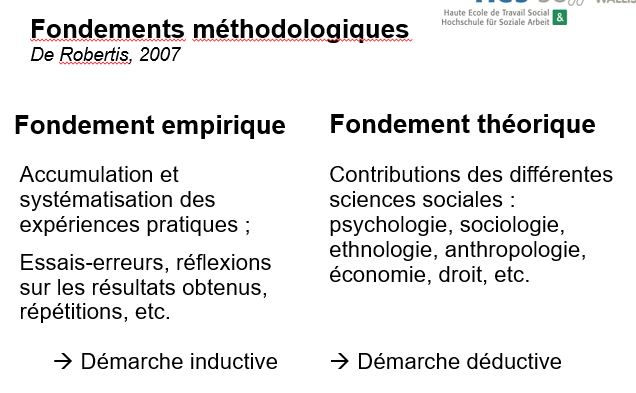 WALLIS
Haute Ecole de Travail Social
Hochschule für Soziale Arbeit &
Fondements méthodologiques
De Robertis, 2007
Fondement empirique
Accumulation et
systématisation des
expériences pratiques ;
Essais-erreurs, réflexions
sur les résultats obtenus,
répétitions, etc.
→ Démarche inductive
Fondement théorique
Contributions des différentes
sciences sociales :
psychologie, sociologie,
ethnologie, anthropologie,
économie, droit, etc.
→ Démarche déductive